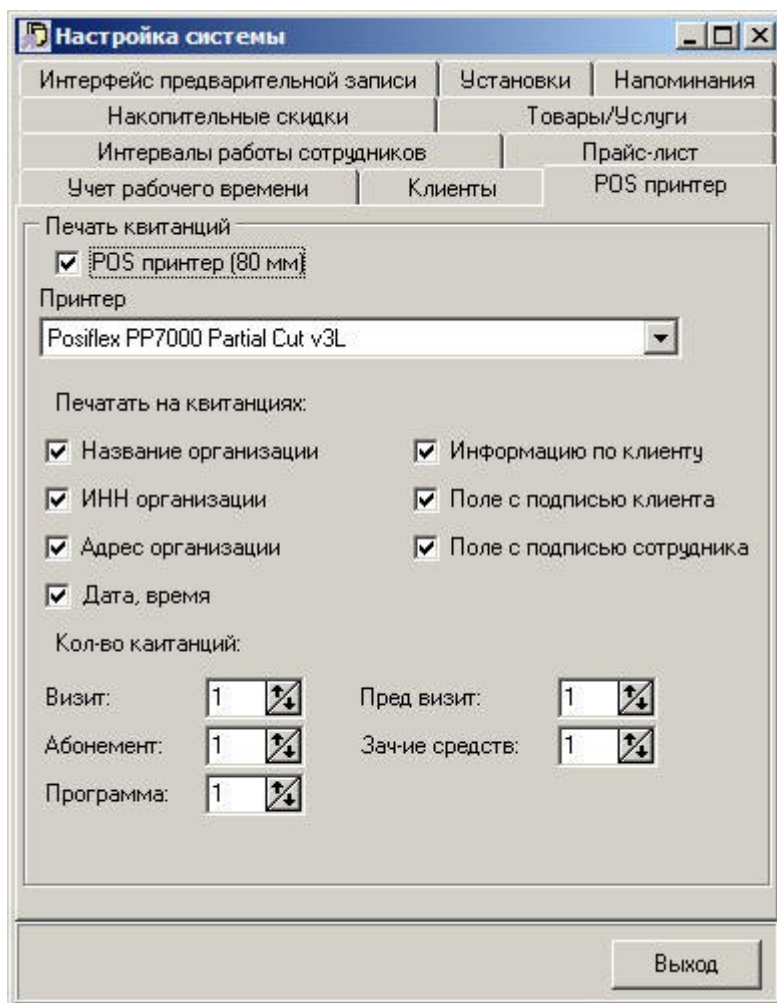 Настройка системы
Интерфейс предварительной записи Установки Напоминания
Накопительные скидки Товары/Услуги
Интервалы работы сотрудников Прайс-лист
Учет рабочего времени Клиенты POS принтер
Печать квитанций
POS принтер (80 мм)
Принтер
Posiflex PP7000 Partial Cut v3L
Печатать на квитанциях:
Название организации Информацию по клиенту
ИНН организации Поле с подписью клиента
Адрес организации Поле с подписью сотрудника
Дата, время
Кол-во каитанций:
Визит: 1 Пред визит: 1
Абонемент: 1 Зач-ие средств: 1
Программа: 1
Выход